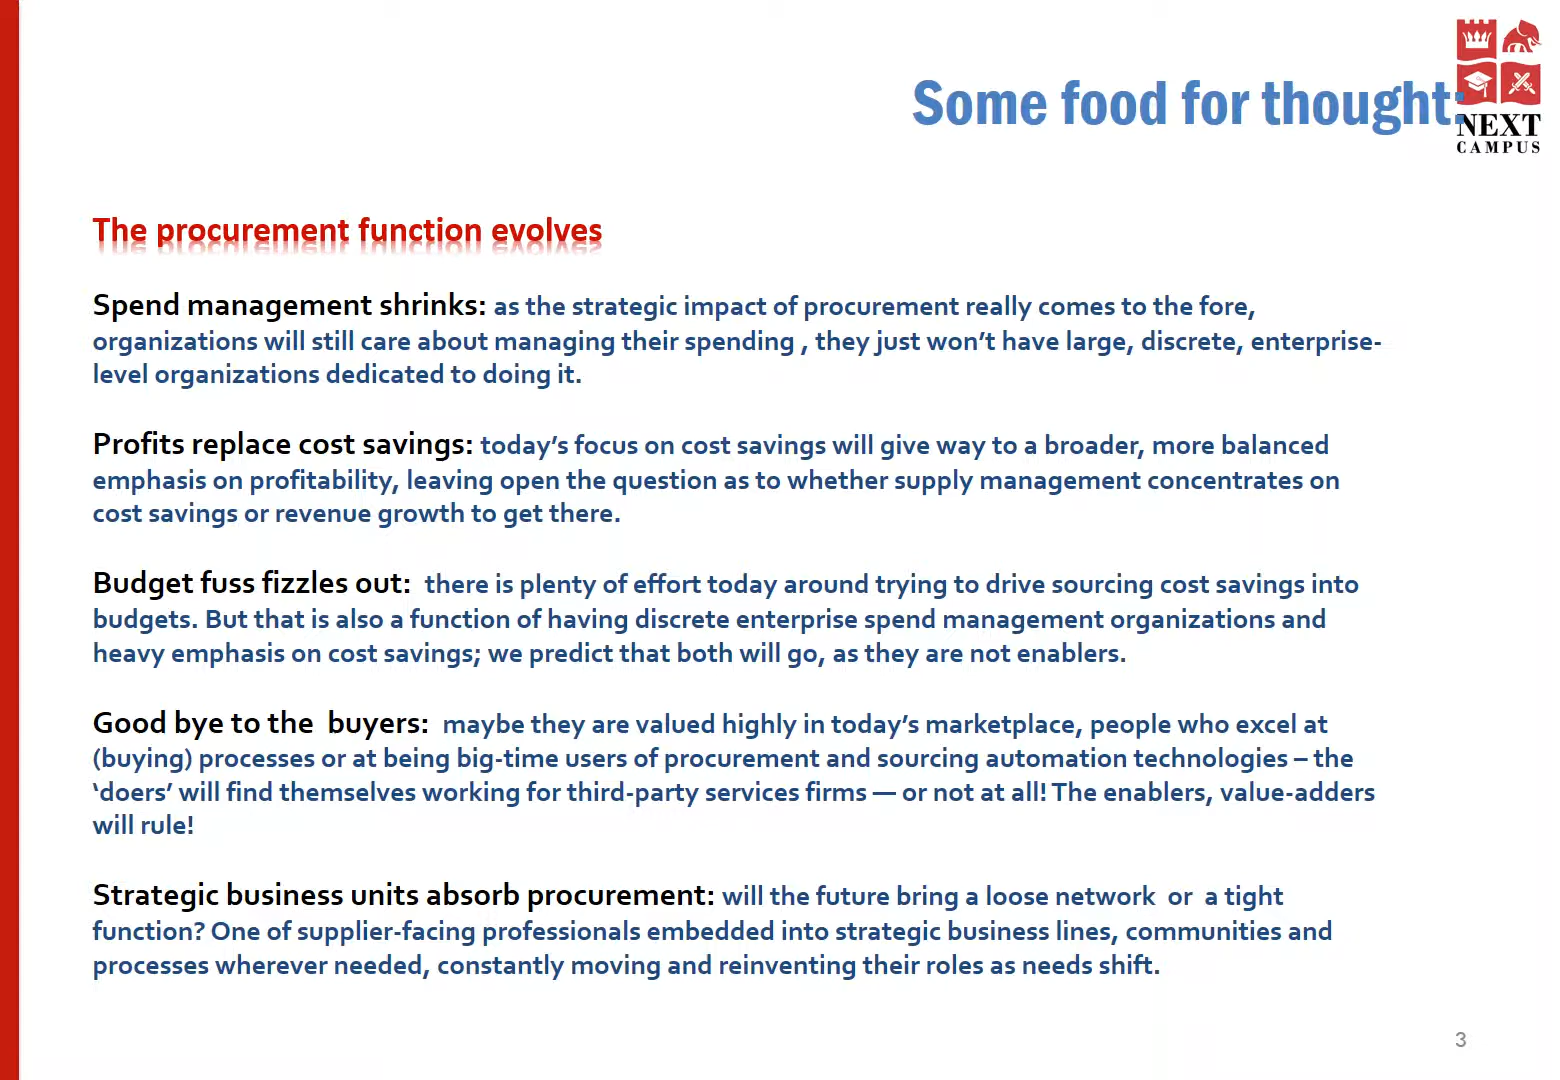 Some food for thought:
NEXT
CAMPUS
The procurement function evolves
Spend management shrinks: as the strategic impact of procurement really comes to the fore,
organizations will still care about managing their spending , they just won’t have large, discrete, enterprise-
level organizations dedicated to doing it.
Profits replace cost savings: today’s focus on cost savings will give way to a broader, more balanced
emphasis on profitability, leaving open the question as to whether supply management concentrates on
cost savings or revenue growth to get there.
Budget fuss fizzles out:  there is plenty of effort today around trying to drive sourcing cost savings into
budgets. But that is also a function of having discrete enterprise spend management organizations and
heavy emphasis on cost savings; we predict that both will go, as they are not enablers.
Good bye to the  buyers:  maybe they are valued highly in today’s marketplace, people who excel at
(buying) processes or at being big-time users of procurement and sourcing automation technologies – the
‘doers’ will find themselves working for third-party services firms — or not at all! The enablers, value-adders
will rule!
Strategic business units absorb procurement: will the future bring a loose network  or  a tight
function? One of supplier-facing professionals embedded into strategic business lines, communities and
processes wherever needed, constantly moving and reinventing their roles as needs shift.
3